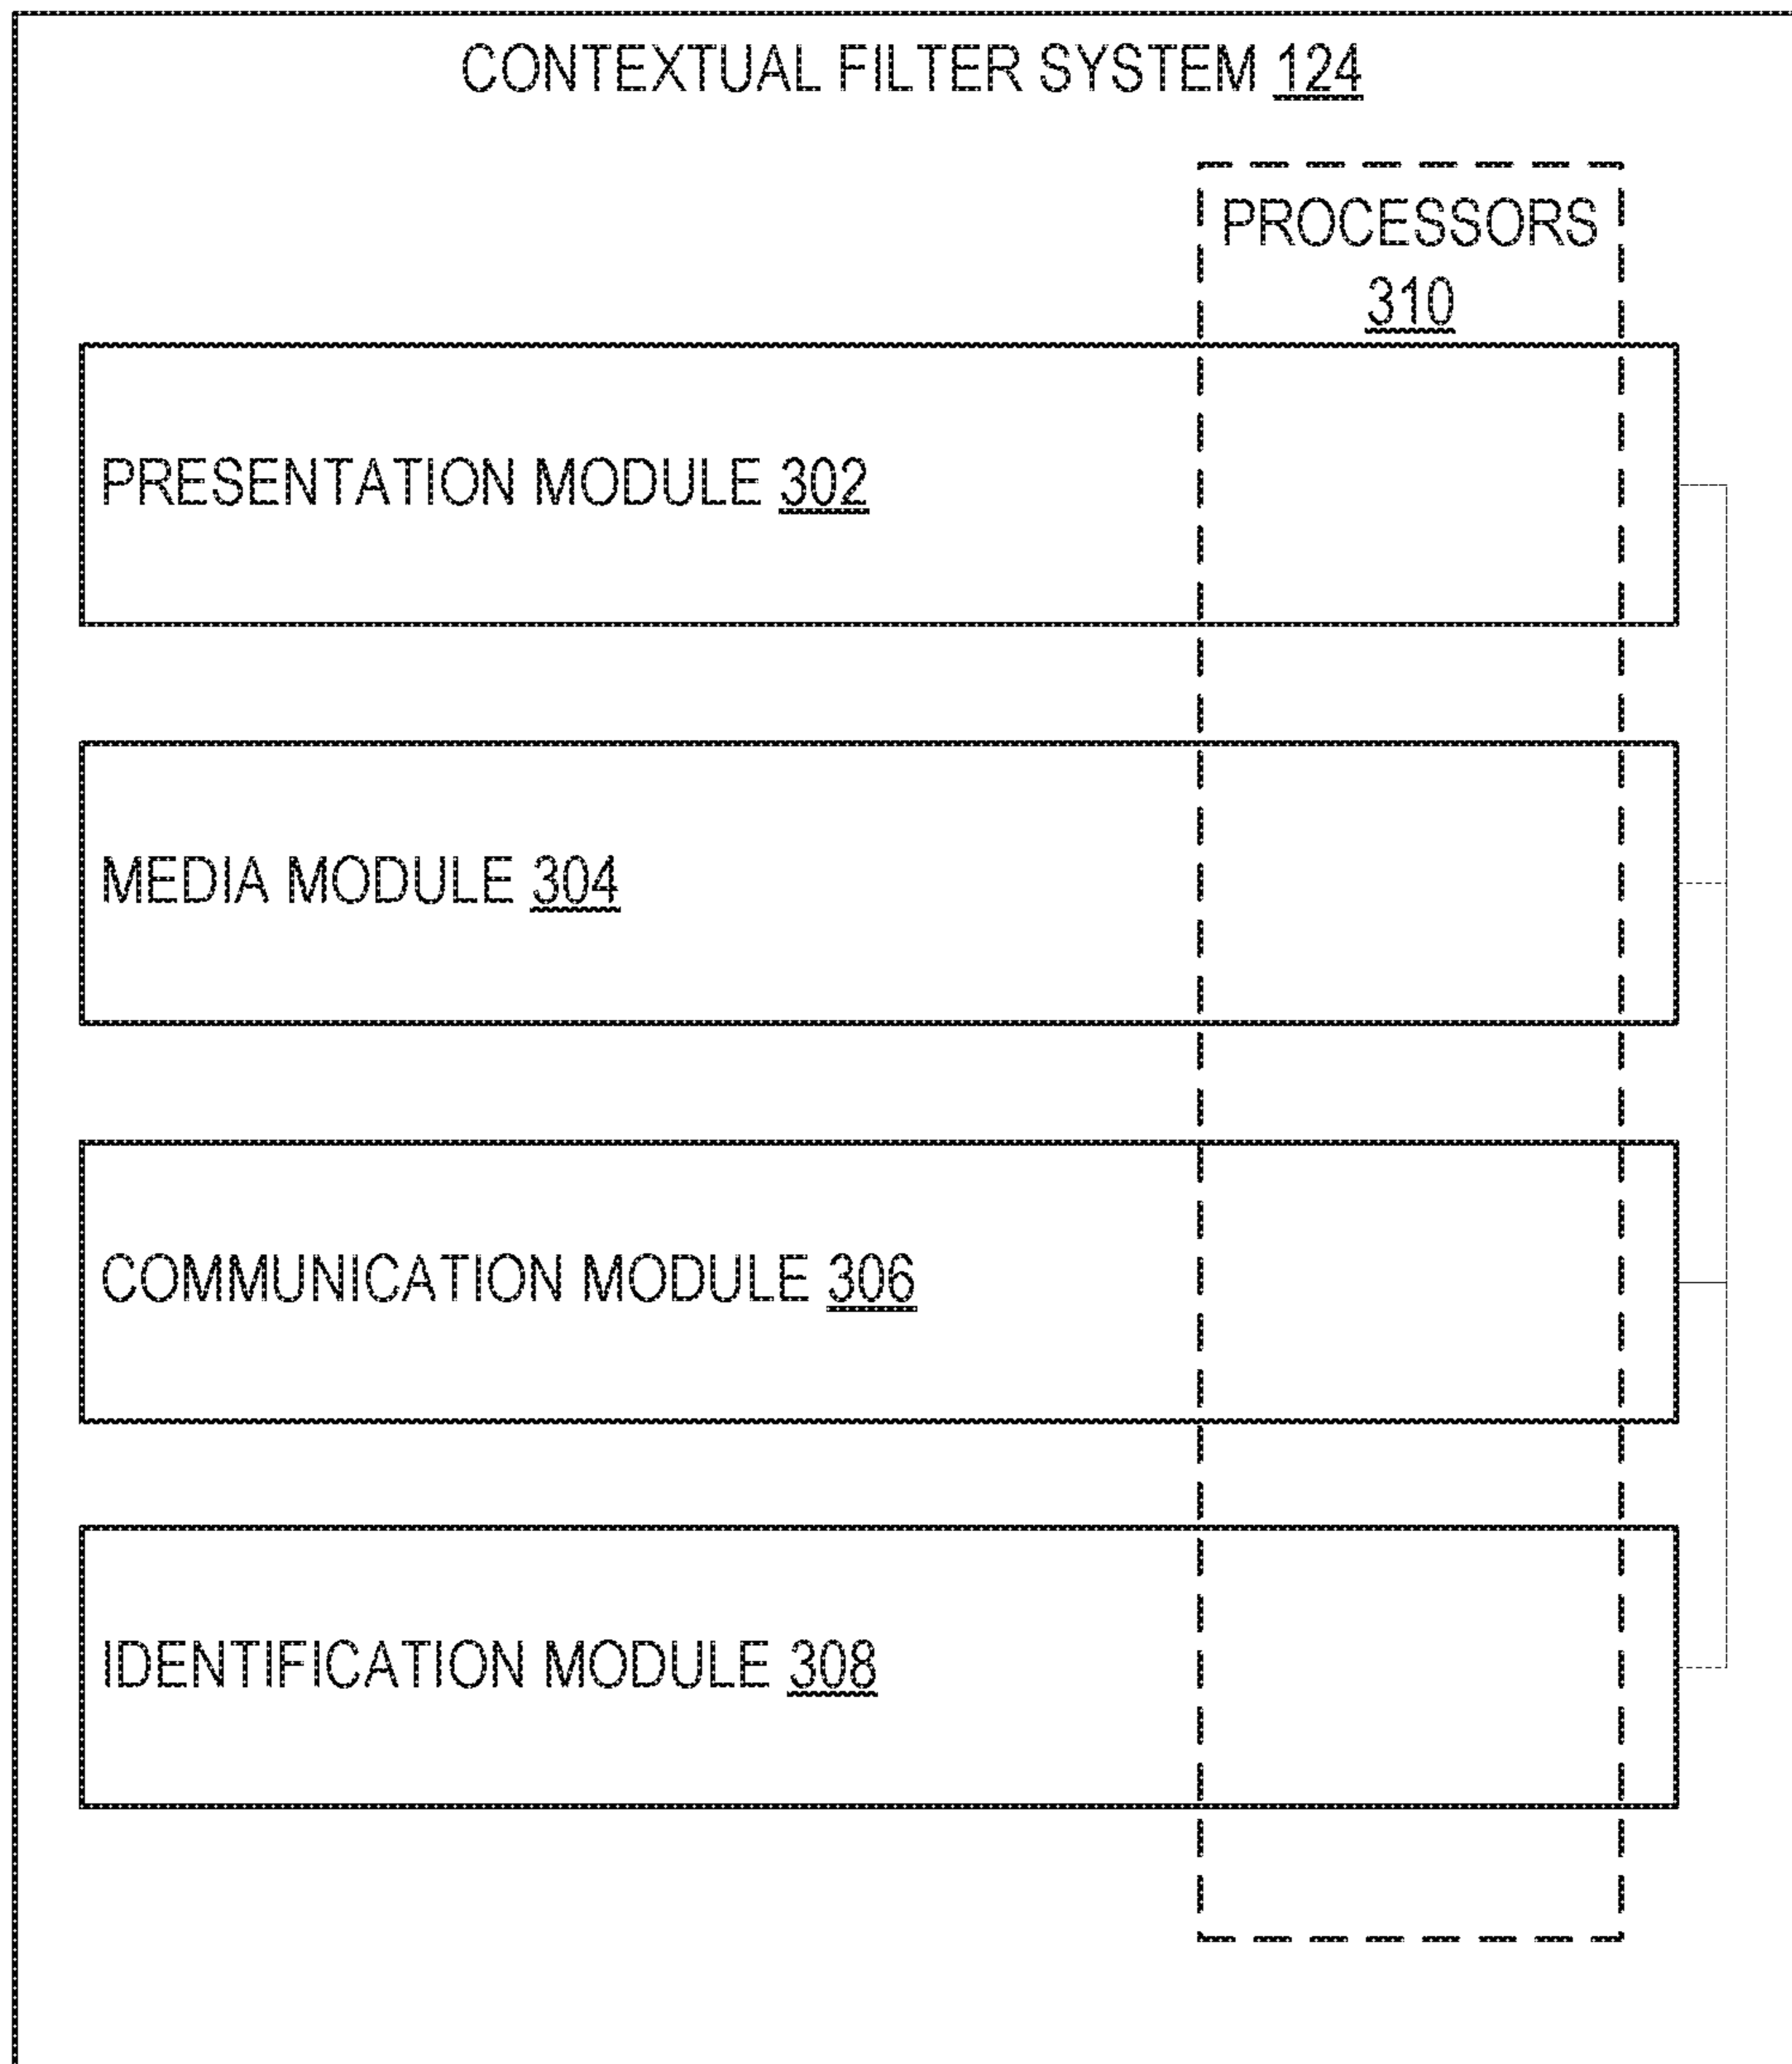 CONTEXTUAL FILTER SYSTEM 124
PROCESSORS
310
PRESENTATION MODULE 302
MEDIA MODULE 304
COMMUNICATION MODULE 306
IDENTIFICATION MODULE 308